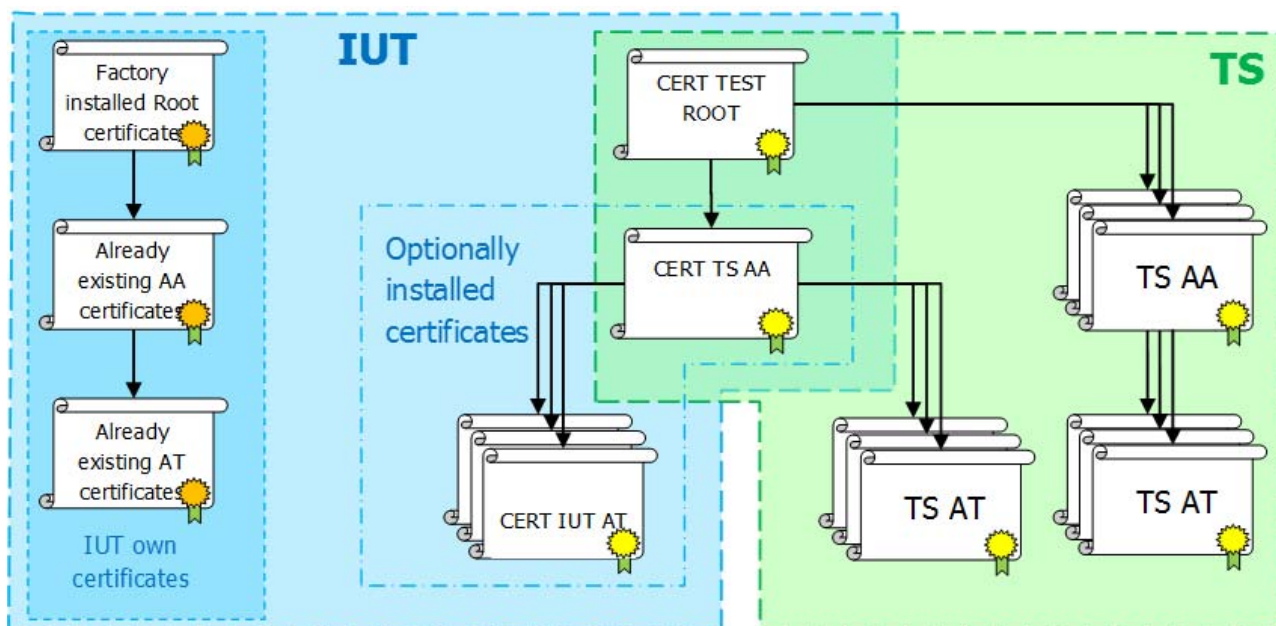 IUT
TS
Factory
installed Root
certificate
CERT TEST
ROOT
Already
existing AA
certificates
Optionally
installed
certificates
CERT TS AA
TS AA
Already
existing AT
certificates
CERT IUT AT
TS AT
TS AT
IUT own
certificates